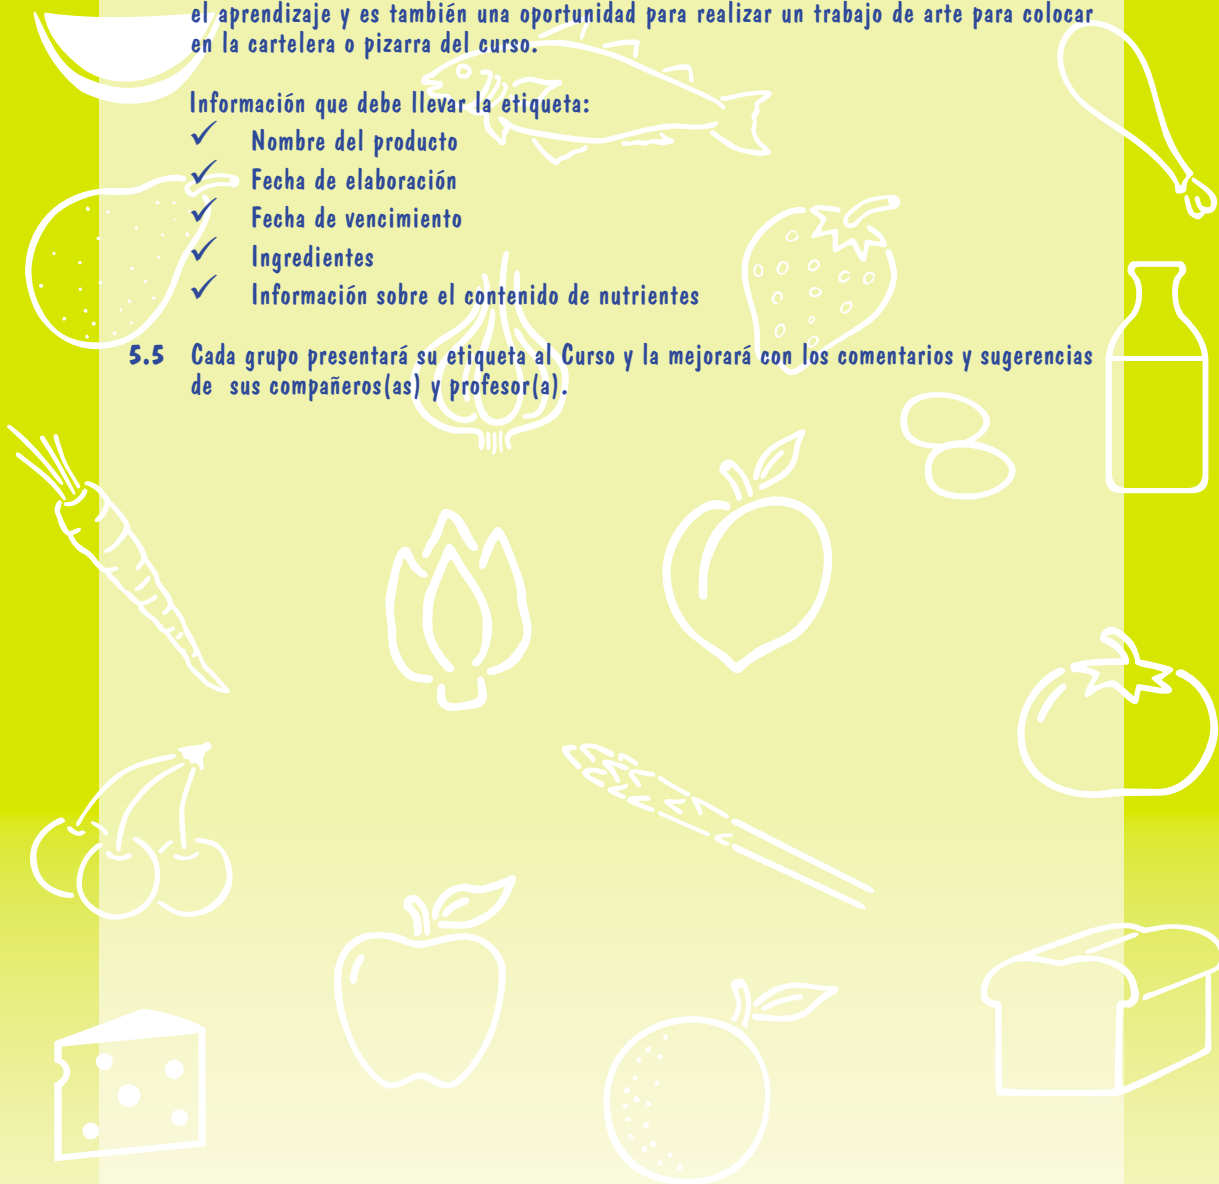 el aprendizaje y es también una oportunidad para realizar un trabajo de arte para colocar
en la cartelera o pizarra del curso.
Información que debe llevar la etiqueta:
✓ Nombre del producto
✓ Fecha de elaboración
✓ Fecha de vencimiento
✓ Ingredientes
✓ Información sobre el contenido de nutrientes
5.5 Cada grupo presentará su etiqueta al Curso y la mejorará con los comentarios y sugerencias
de sus compañeros(as) y profesor(a).